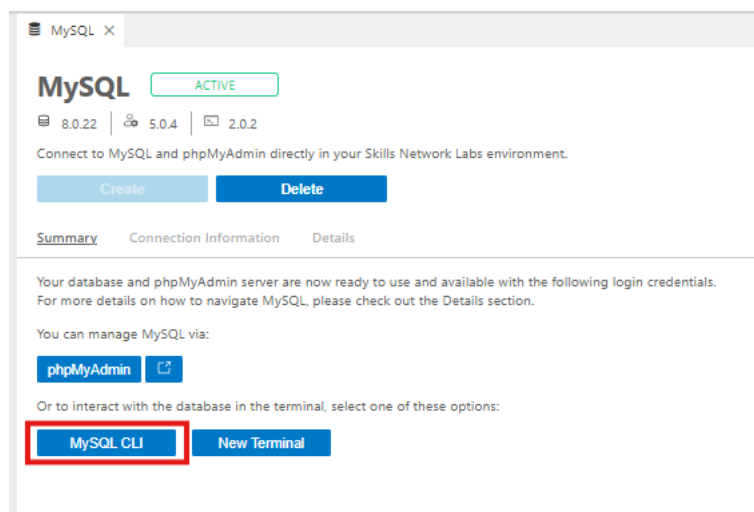 MySQL
MySQL ACTIVE
8.0.22 5.0.4 2.0.2
Connect to MySQL and phpMyAdmin directly in your Skills Network Labs environment.
Create Delete
Summary Connection Information Details
Your database and phpMyAdmin server are now ready to use and available with the following login credentials.
For more details on how to navigate MySQL, please check out the Details section.
You can manage MySQL via:
phpMyAdmin
Or to interact with the database in the terminal, select one of these options:
MySQL CLI New Terminal